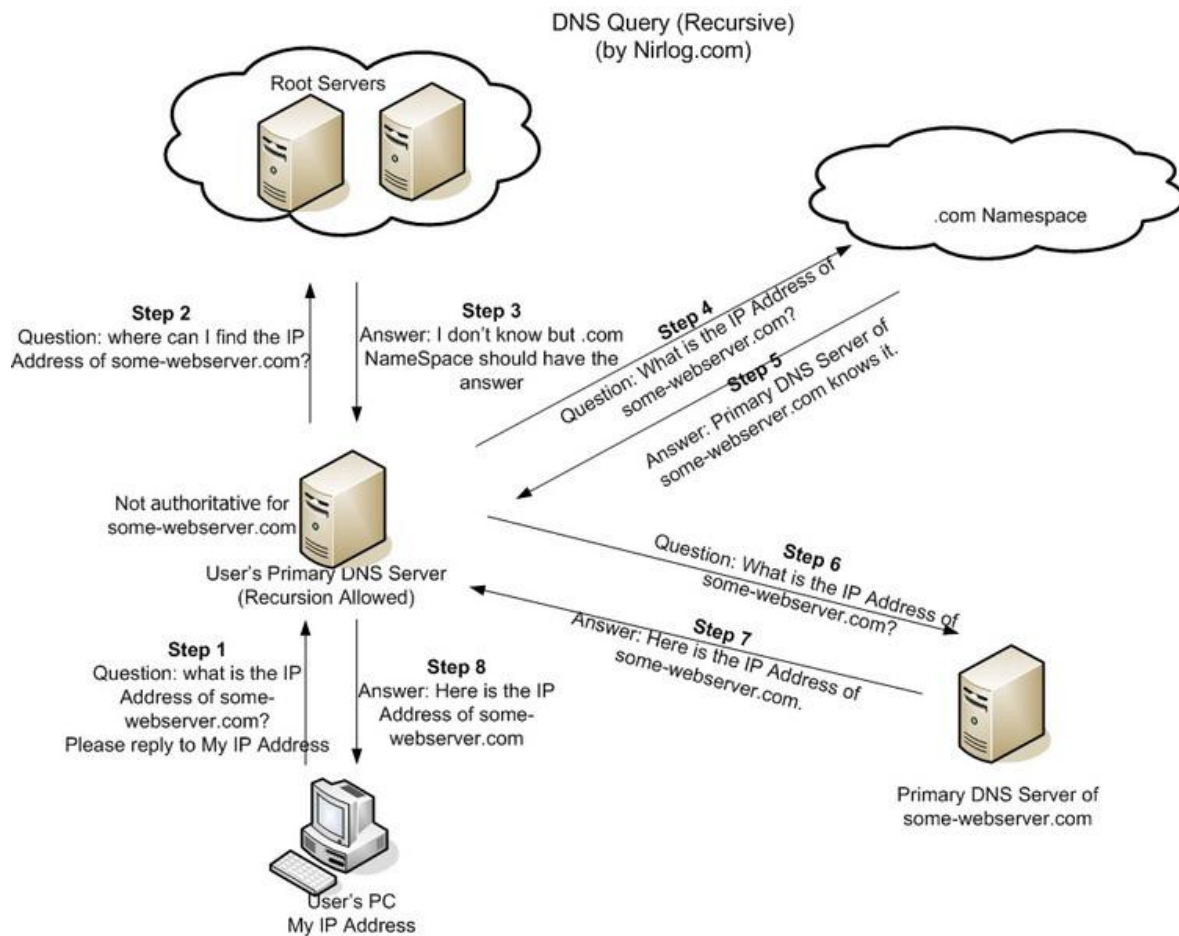 DNS Query (Recursive)
(by Nirlog.com)
Root Servers
.com Namespace
Step 2
Question: where can I find the IP
Address of some-webserver.com?
Step 3
Answer: I don't know but .com
NameSpace should have the
answer
Step 4
Question: What is the IP Address of
some-webserver.com?
Step 5
Answer: Primary DNS Server of
some-webserver.com knows it.
Not authoritative for
some-webserver.com
User's Primary DNS Server
(Recursion Allowed)
Step 6
Question: What is the IP Address of
some-webserver.com?
Step 7
Answer: Here is the IP Address of
some-webserver.com.
Step 1
Question: what is the IP
Address of some-
webserver.com?
Please reply to My IP Address
Step 8
Answer: Here is the IP
Address of some-
webserver.com
Primary DNS Server of
some-webserver.com
User's PC
My IP Address